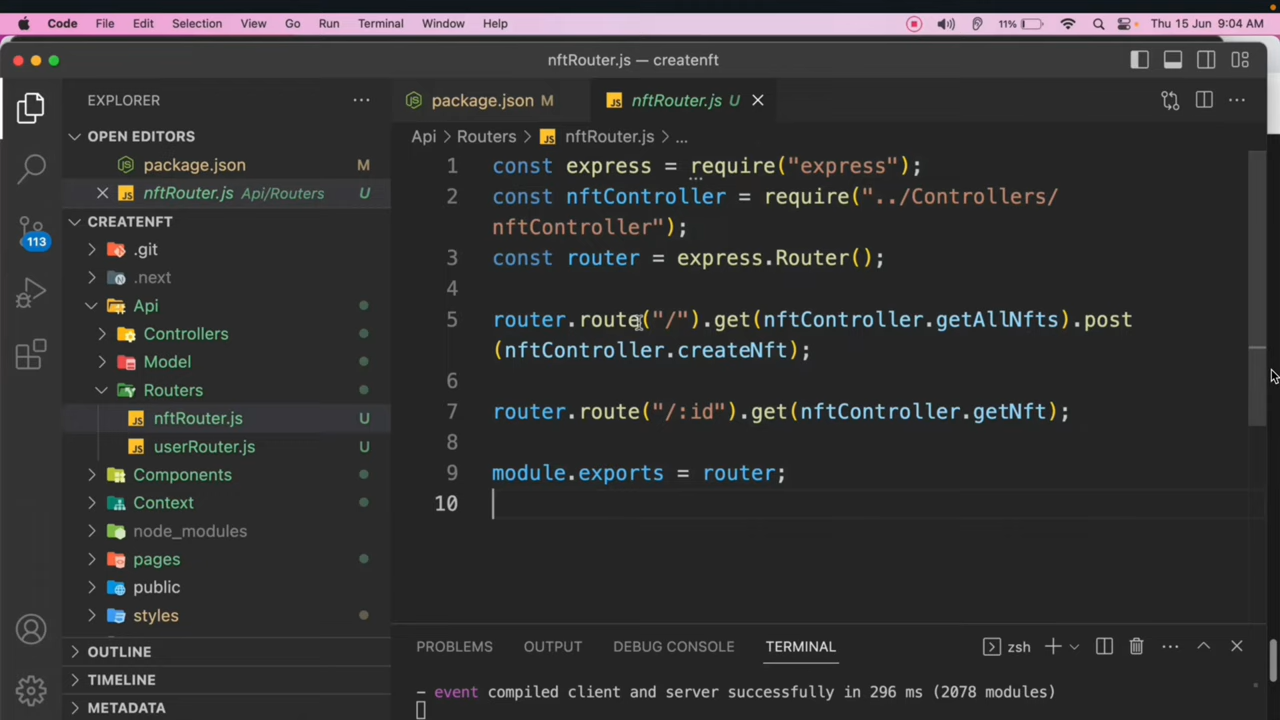 Code File Edit Selection View Go Run Terminal Window Help 11% Thu 15 Jun 9:04 AM
nftRouter.js — createnft
EXPLORER
OPEN EDITORS
package.json M
nftRouter.js Api/Routers U
CREATENFT
.git
.next
Api
Controllers
Model
Routers
nftRouter.js U
userRouter.js U
Components
Context
node_modules
pages
public
styles
OUTLINE
TIMELINE
METADATA
113
package.json M nftRouter.js U
Api > Routers > nftRouter.js > ...
1 const express = require("express");
2 const nftController = require("../Controllers/
nftController");
3 const router = express.Router();
4
5 router.route("/").get(nftController.getAllNfts).post
(nftController.createNft);
6
7 router.route("/:id").get(nftController.getNft);
8
9 module.exports = router;
10
PROBLEMS OUTPUT DEBUG CONSOLE TERMINAL zsh
- event compiled client and server successfully in 296 ms (2078 modules)